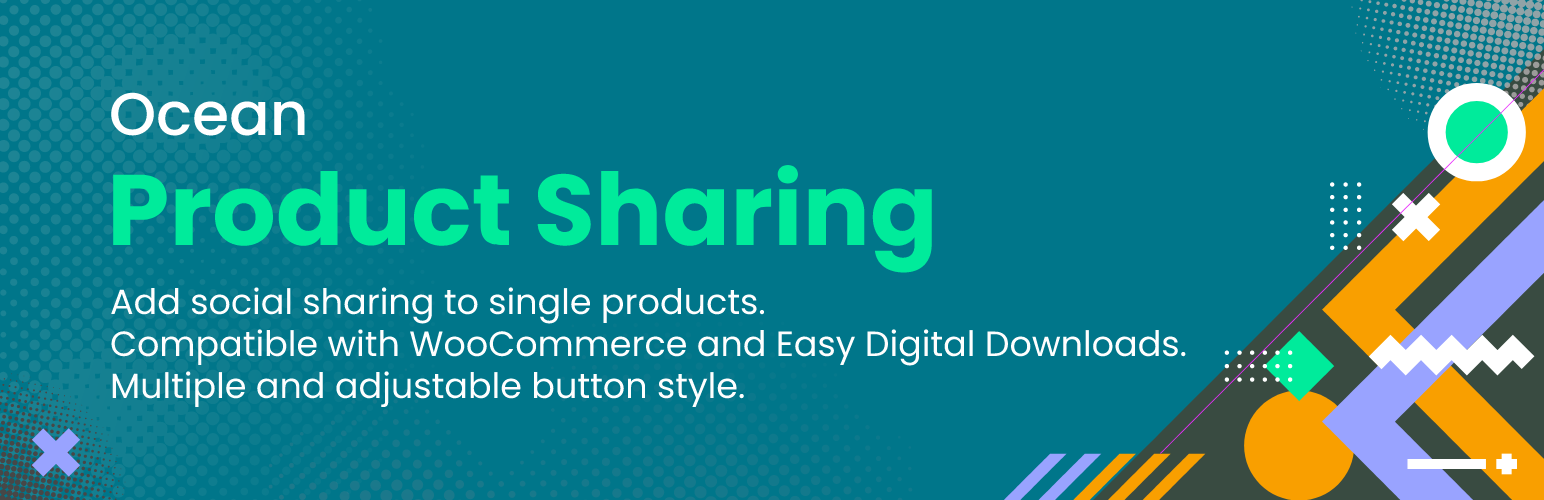 Ocean
Product Sharing
Add social sharing to single products.
Compatible with WooCommerce and Easy Digital Downloads.
Multiple and adjustable button style.